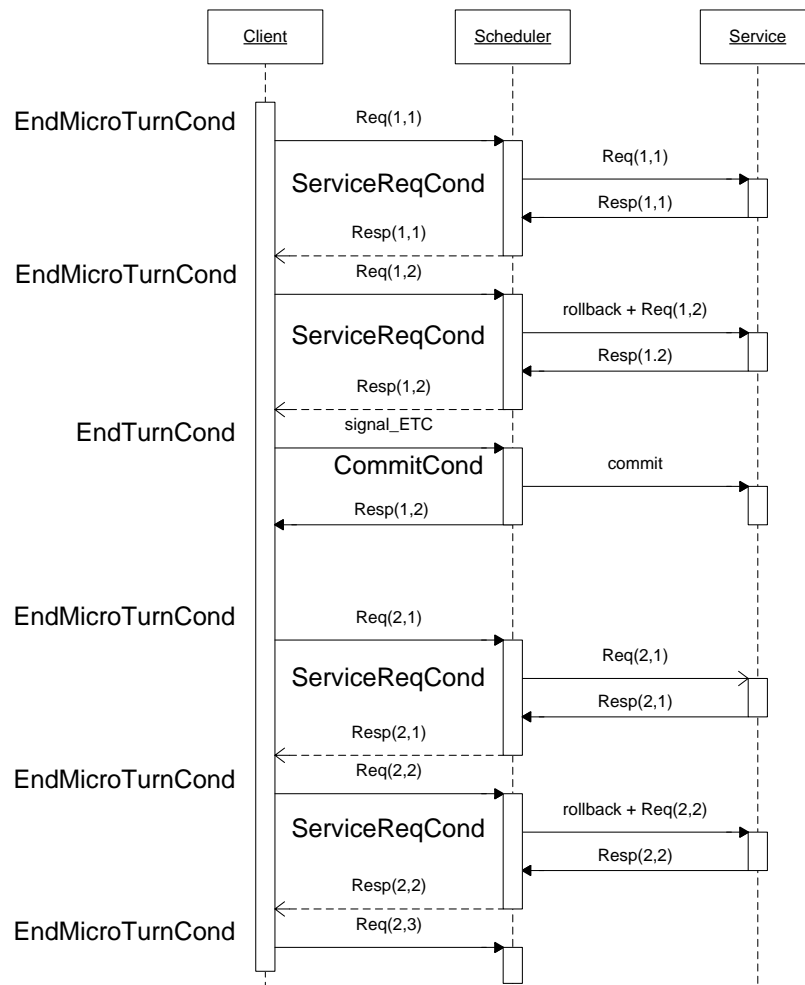 Client
Scheduler
Service
EndMicroTurnCond
Req(1,1)
Req(1,1)
ServiceReqCond
Resp(1,1)
Resp(1,1)
EndMicroTurnCond
Req(1,2)
rollback + Req(1,2)
ServiceReqCond
Resp(1.2)
Resp(1,2)
EndTurnCond
signal_ETC
CommitCond
commit
Resp(1,2)
EndMicroTurnCond
Req(2,1)
Req(2,1)
ServiceReqCond
Resp(2,1)
Resp(2,1)
EndMicroTurnCond
Req(2,2)
rollback + Req(2,2)
ServiceReqCond
Resp(2,2)
Resp(2,2)
EndMicroTurnCond
Req(2,3)